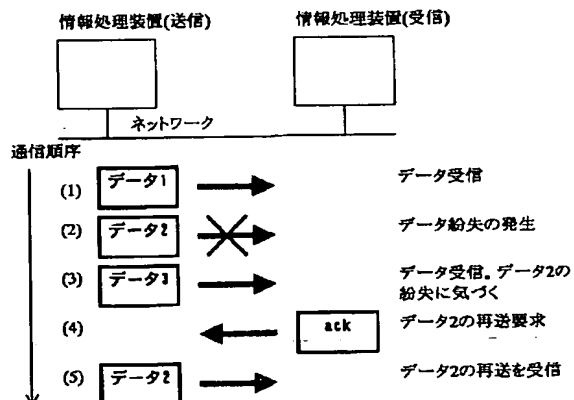 情報処理装置(送信)
情報処理装置(受信)
ネットワーク
通信順序
(1) データ1 データ受信
(2) データ2 データ紛失の発生
(3) データ3 データ受信。データ2の
紛失に気づく
(4) ack データ2の再送要求
(5) データ2 データ2の再送を受信